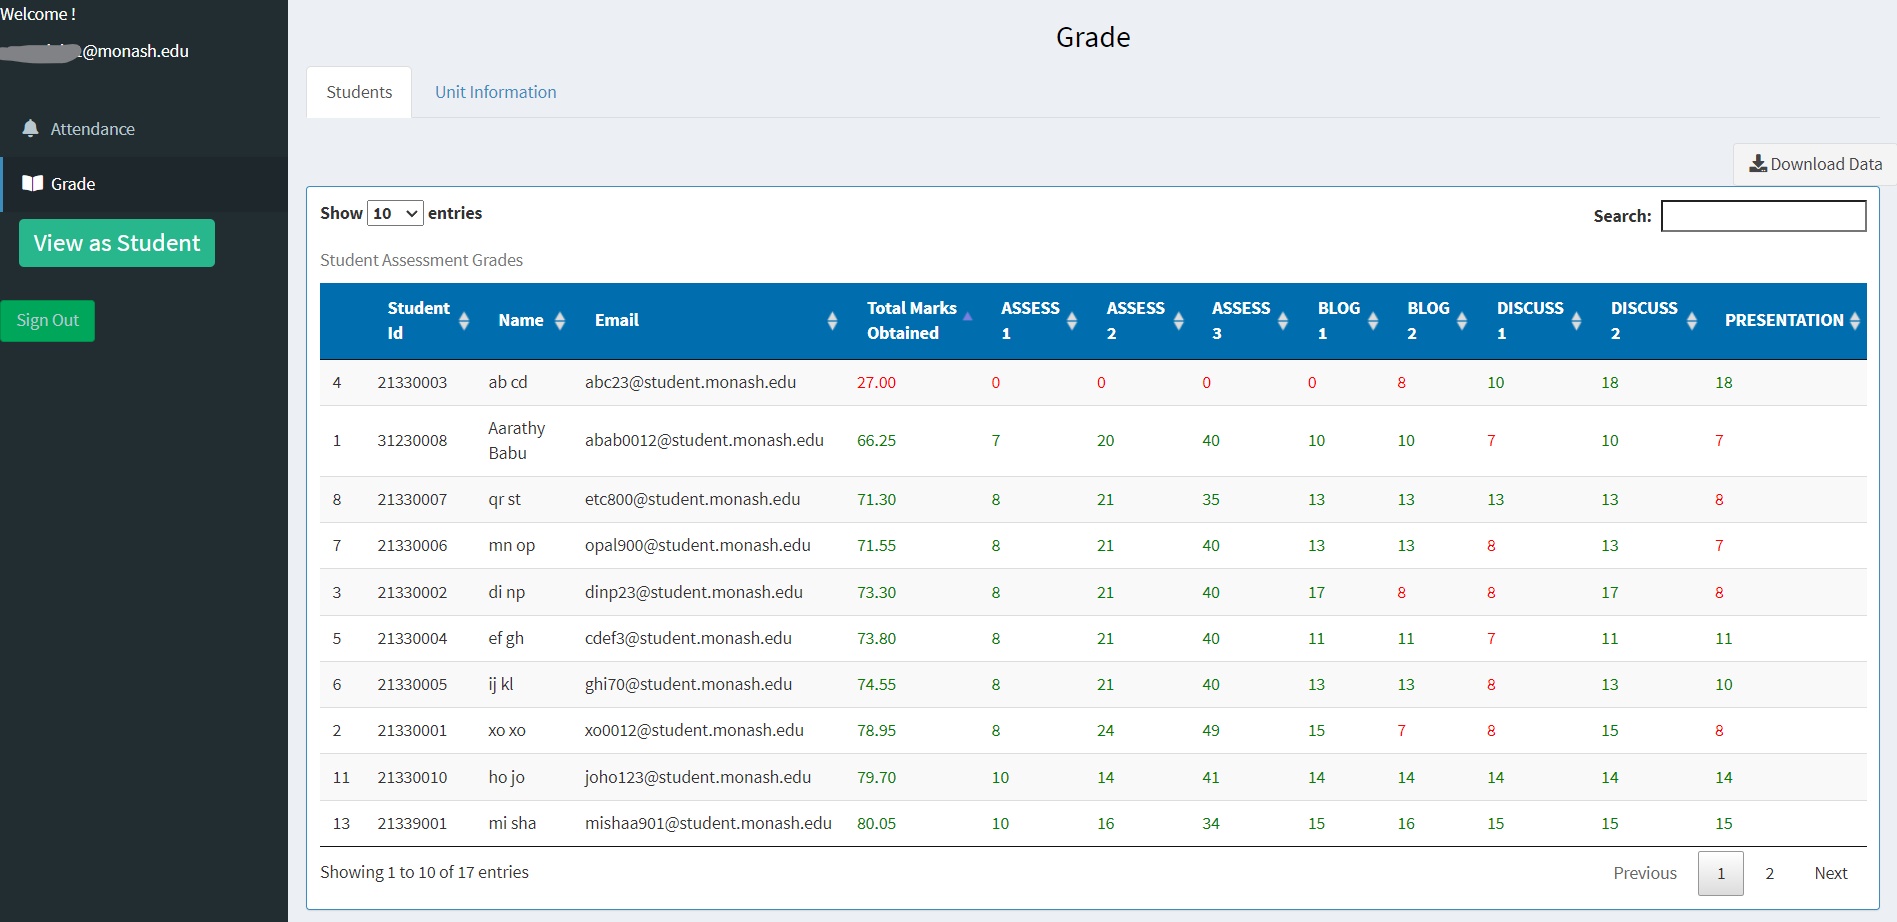 Welcome !
@monash.edu
Attendance
Grade
View as Student
Sign Out
Grade
Students Unit Information
Download Data
Show 10 entries Search:
Student Assessment Grades
Student Id Name Email Total Marks Obtained ASSESS 1 ASSESS 2 ASSESS 3 BLOG 1 BLOG 2 DISCUSS 1 DISCUSS 2 PRESENTATION
4 21330003 ab cd abc23@student.monash.edu 27.00 0 0 0 0 8 10 18 18
1 31230008 Aarathy Babu abab0012@student.monash.edu 66.25 7 20 40 10 10 7 10 7
8 21330007 qr st etc800@student.monash.edu 71.30 8 21 35 13 13 13 13 8
7 21330006 mn op opal900@student.monash.edu 71.55 8 21 40 13 13 8 13 7
3 21330002 di np dinp23@student.monash.edu 73.30 8 21 40 17 8 8 17 8
5 21330004 ef gh cdef3@student.monash.edu 73.80 8 21 40 11 11 7 11 11
6 21330005 ij kl ghi70@student.monash.edu 74.55 8 21 40 13 13 8 13 10
2 21330001 xo xo xo0012@student.monash.edu 78.95 8 24 49 15 7 8 15 8
11 21330010 ho jo joho123@student.monash.edu 79.70 10 14 41 14 14 14 14 14
13 21339001 mi sha mishaa901@student.monash.edu 80.05 10 16 34 15 16 15 15 15
Showing 1 to 10 of 17 entries Previous 1 2 Next